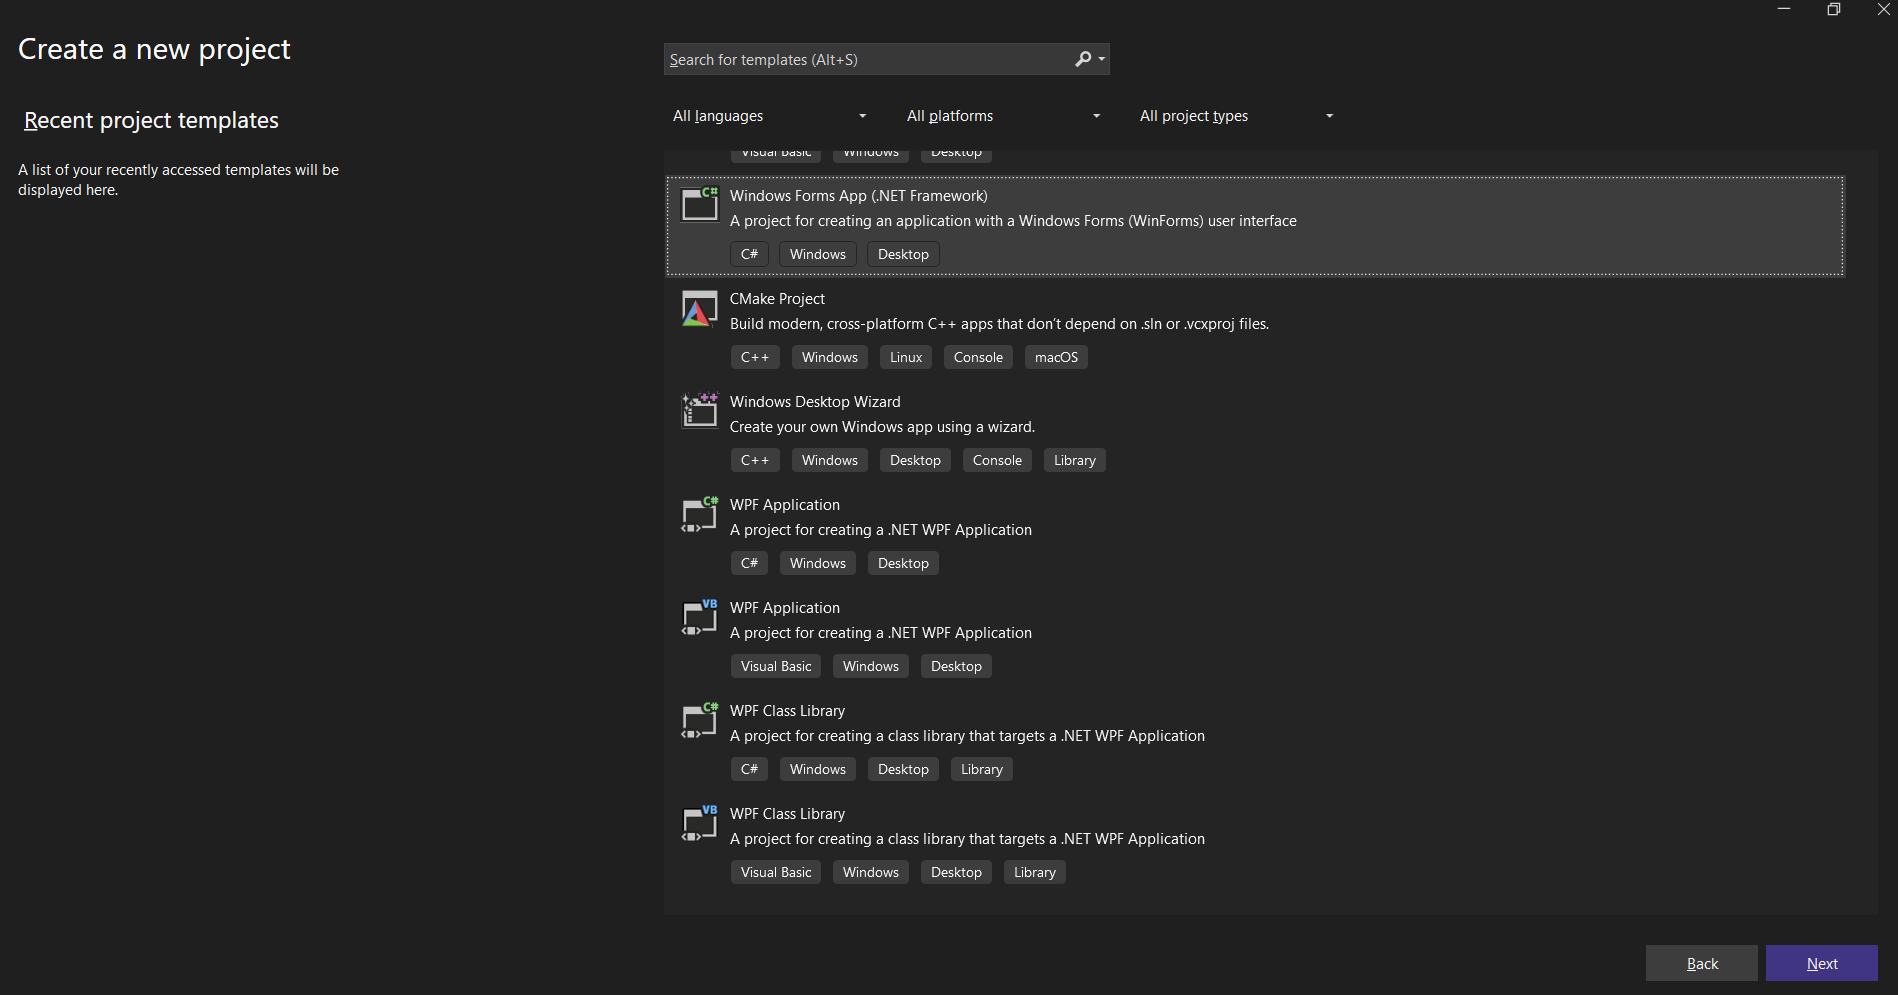 Create a new project
Search for templates (Alt+S)
Recent project templates
All languages
All platforms
All project types
A list of your recently accessed templates will be
displayed here.
Visual Basic Windows Desktop
C#
Windows Forms App (.NET Framework)
A project for creating an application with a Windows Forms (WinForms) user interface
C# Windows Desktop
CMake Project
Build modern, cross-platform C++ apps that don't depend on .sln or .vcxproj files.
C++ Windows Linux Console macOS
++
Windows Desktop Wizard
Create your own Windows app using a wizard.
C++ Windows Desktop Console Library
C#
WPF Application
A project for creating a .NET WPF Application
C# Windows Desktop
VB
WPF Application
A project for creating a .NET WPF Application
Visual Basic Windows Desktop
C#
WPF Class Library
A project for creating a class library that targets a .NET WPF Application
C# Windows Desktop Library
VB
WPF Class Library
A project for creating a class library that targets a .NET WPF Application
Visual Basic Windows Desktop Library
Back
Next